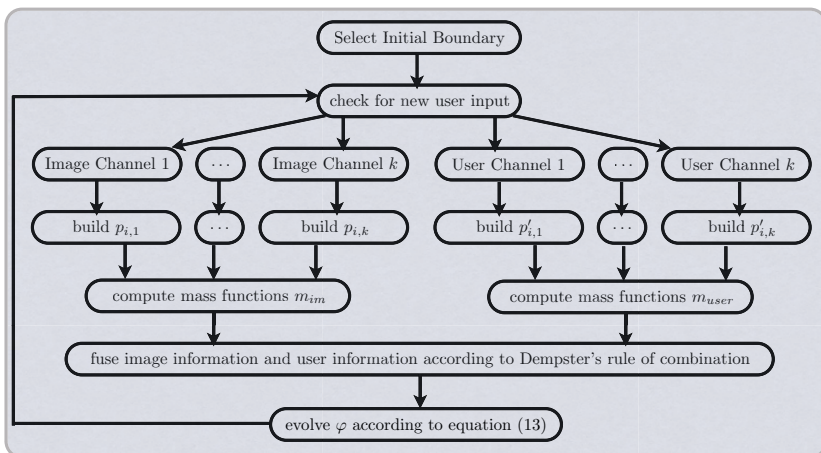 Select Initial Boundary
check for new user input
Image Channel 1 ... Image Channel k User Channel 1 ... User Channel k
build p_{i,1} ... build p_{i,k} build p'_{i,1} ... build p'_{i,k}
compute mass functions m_{im} compute mass functions m_{user}
fuse image information and user information according to Dempster's rule of combination
evolve φ according to equation (13)